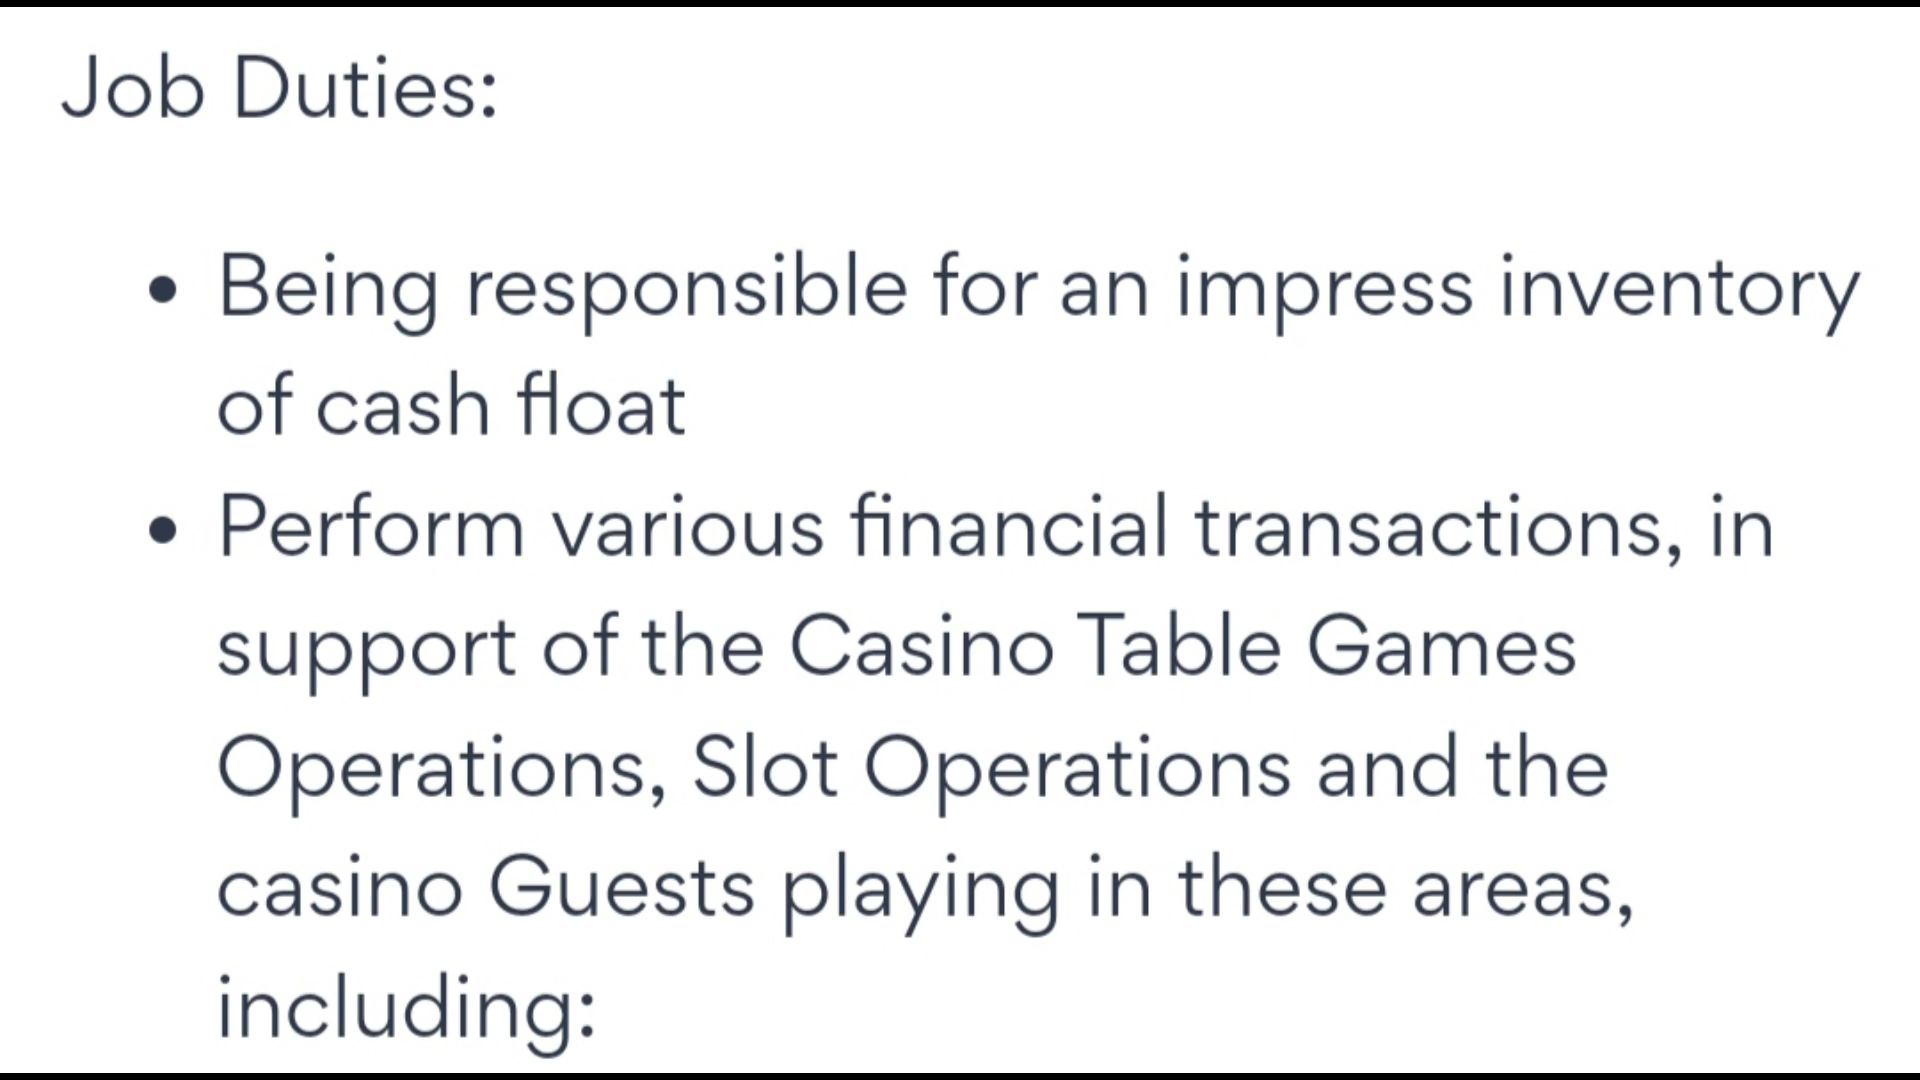 Job Duties:
• Being responsible for an impress inventory
of cash float
• Perform various financial transactions, in
support of the Casino Table Games
Operations, Slot Operations and the
casino Guests playing in these areas,
including: